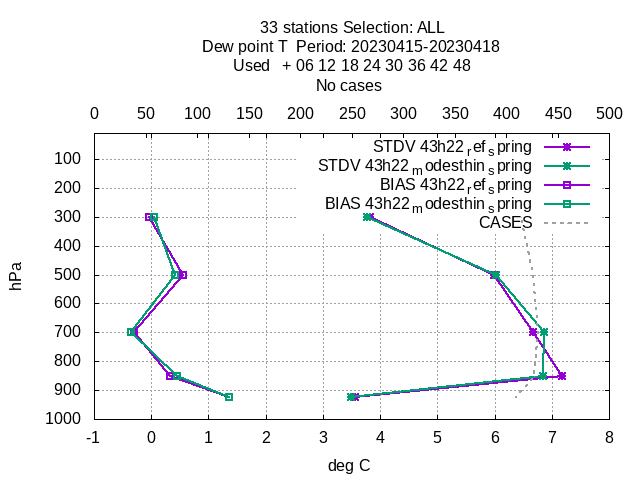 33 stations Selection: ALL
Dew point T  Period: 20230415-20230418
Used   + 06 12 18 24 30 36 42 48
No cases
0 50 100 150 200 250 300 350 400 450 500
STDV 43h22_ref_spring
STDV 43h22_modesthin_spring
BIAS 43h22_ref_spring
BIAS 43h22_modesthin_spring
CASES
100
200
300
400
500
600
700
800
900
1000
hPa
-1 0 1 2 3 4 5 6 7 8
deg C